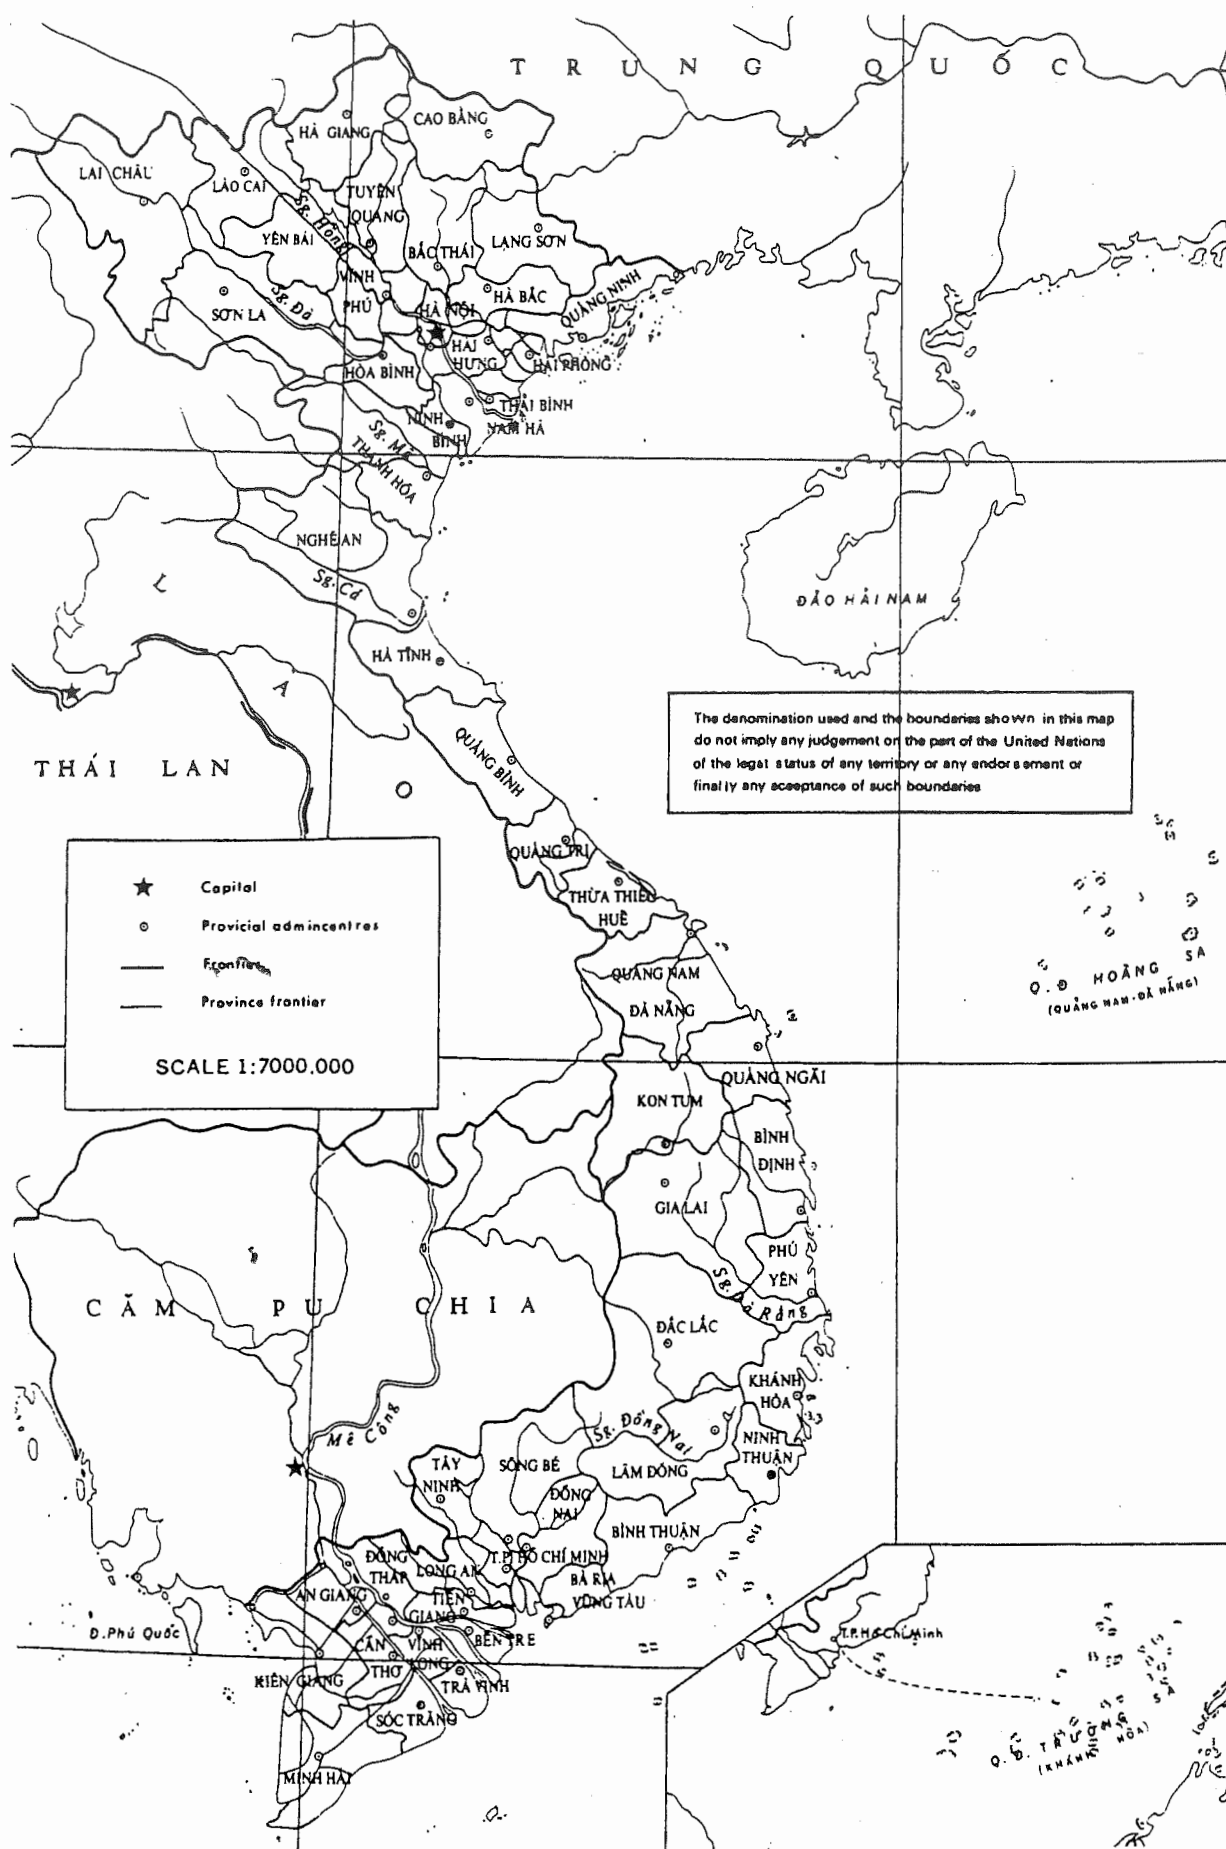 TRUNG QUỐC
HÀ GIANG
CAO BẰNG
LAI CHÂU
LÀO CAI
TUYÊN
QUANG
Sg. Hồng
YÊN BÁI
BẮC THÁI
LẠNG SƠN
VĨNH
PHÚ
HÀ BẮC
QUẢNG NINH
SƠN LA
Sg. Đà
HÀ NỘI
HẢI
HƯNG
HẢI PHÒNG
HÒA BÌNH
THÁI BÌNH
NINH
BÌNH
NAM HÀ
Sg. Mã
THANH HÓA
NGHỆ AN
Sg. Cả
ĐẢO HẢI NAM
HÀ TĨNH
LAO
THÁI LAN
QUẢNG BÌNH
The denomination used and the boundaries shown in this map
do not imply any judgement on the part of the United Nations
of the legal status of any territory or any endorsement or
finally any acceptance of such boundaries
QUẢNG TRỊ
THỪA THIÊN
HUẾ
Capital
Provicial admincentres
Frontier
Province frontier
SCALE 1:7000.000
QUẢNG NAM
ĐÀ NẴNG
Q.Đ HOÀNG SA
(QUẢNG NAM-ĐÀ NẴNG)
QUẢNG NGÃI
KON TUM
BÌNH
ĐỊNH
GIA LAI
PHÚ
YÊN
Sg. Đà Rằng
CĂM PU CHIA
ĐẮC LẮC
KHÁNH
HÒA
Mê Công
Sg. Đồng Nai
NINH
THUẬN
TÂY
NINH
SÔNG BÉ
LÂM ĐỒNG
ĐỒNG
NAI
BÌNH THUẬN
T.P HỒ CHÍ MINH
ĐỒNG
THÁP
LONG AN
BÀ RỊA
VŨNG TÀU
AN GIANG
TIỀN
GIANG
BẾN TRE
Đ.Phú Quốc
CẦN
THƠ
VĨNH
LONG
KIÊN GIANG
TRÀ VINH
SÓC TRĂNG
MINH HẢI
T.P. Hồ Chí Minh
Q.Đ. TRƯỜNG SA
(KHÁNH HÒA)